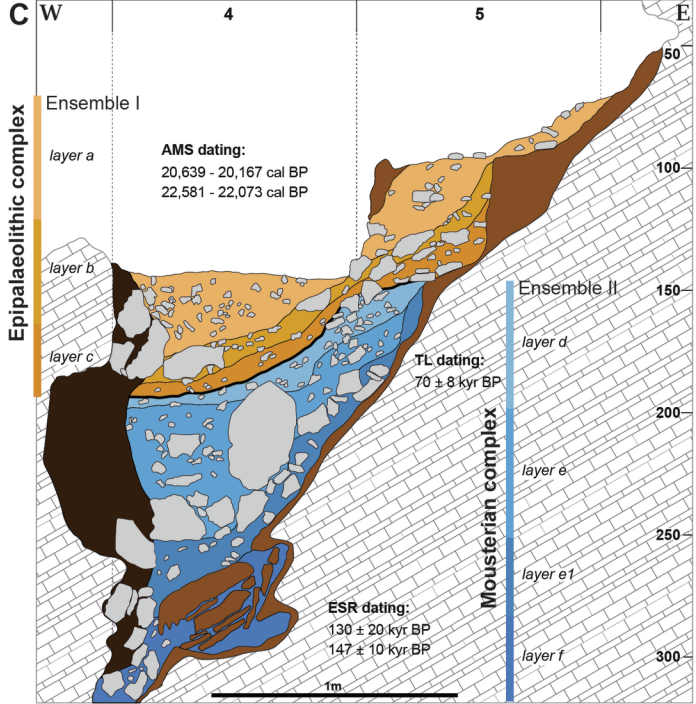 C
W
4
5
E
50
Ensemble I
layer a
AMS dating:
20,639 - 20,167 cal BP
22,581 - 22,073 cal BP
100
Epipalaeolithic complex
layer b
150
Ensemble II
layer c
layer d
TL dating:
70 ± 8 kyr BP
200
Mousterian complex
layer e
250
layer e1
ESR dating:
130 ± 20 kyr BP
147 ± 10 kyr BP
layer f
300
1m